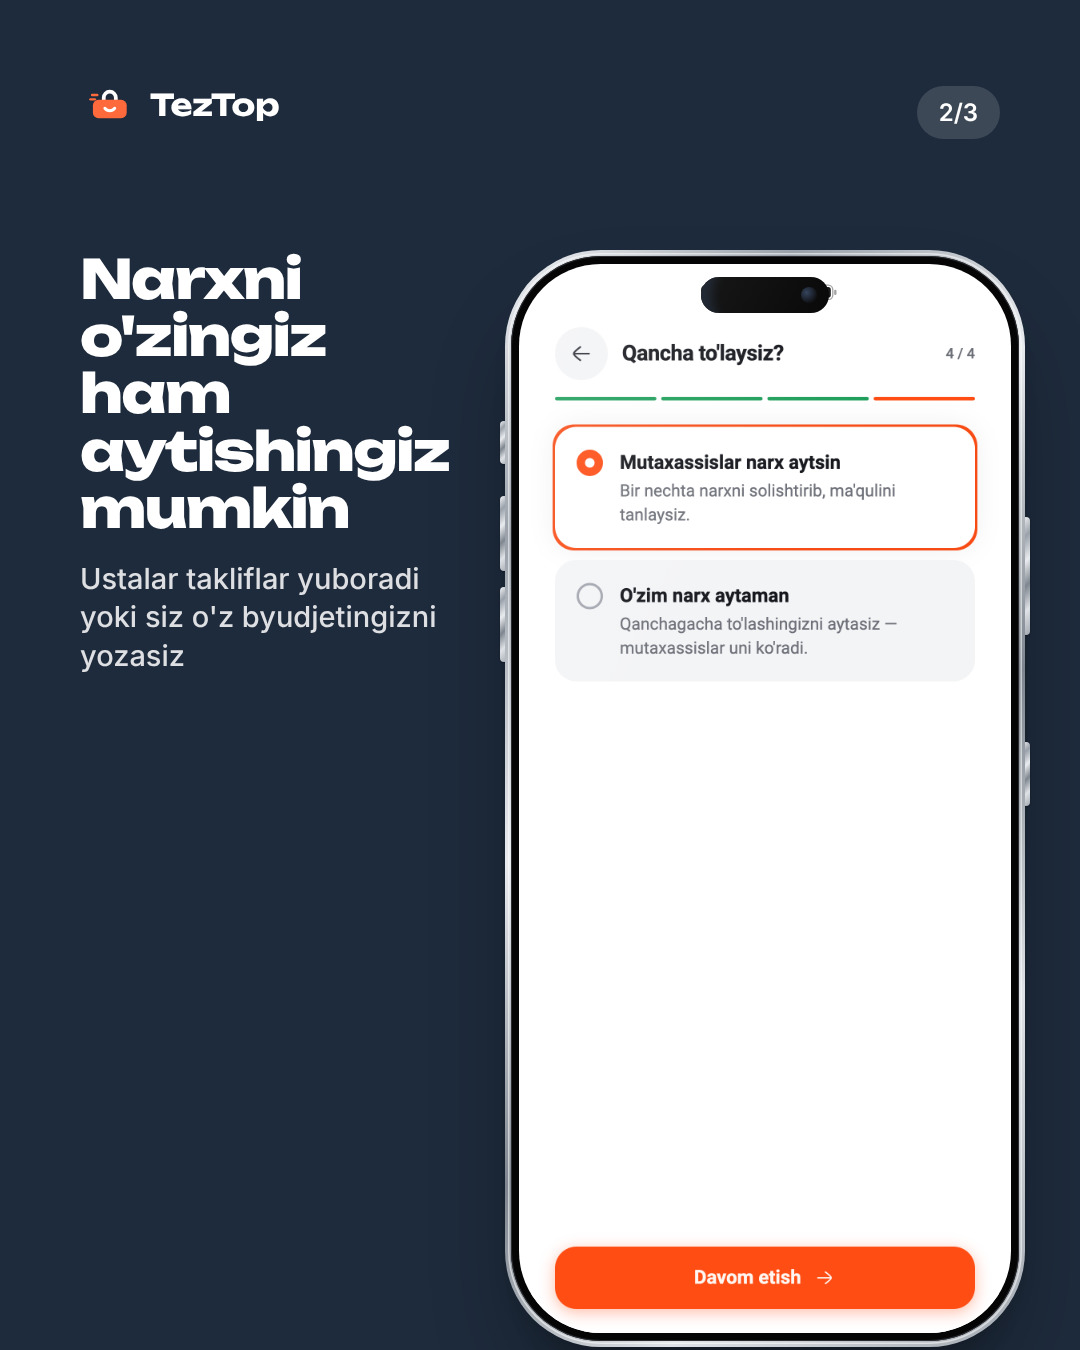 TezTop
2/3
Narxni
o'zingiz
ham
aytishingiz
mumkin
Ustalar takliflar yuboradi
yoki siz o'z byudjetingizni
yozasiz
Qancha to'laysiz?
4 / 4
Mutaxassislar narx aytsin
Bir nechta narxni solishtirib, ma'qulini
tanlaysiz.
O'zim narx aytaman
Qanchagacha to'lashingizni aytasiz —
mutaxassislar uni ko'radi.
Davom etish →